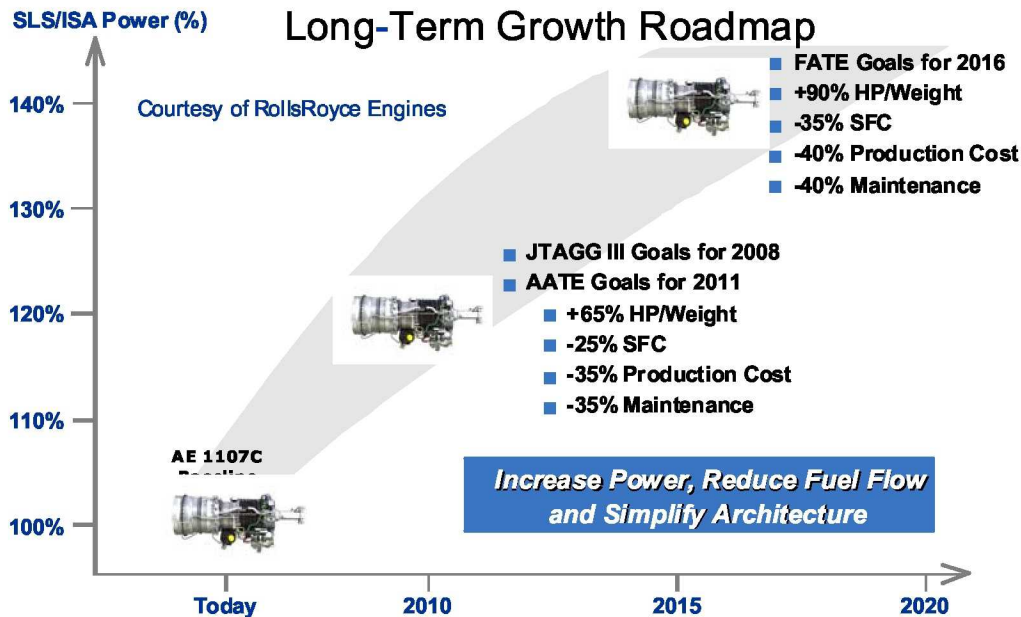 SLS/ISA Power (%)
Long-Term Growth Roadmap
Courtesy of RollsRoyce Engines
140%
130%
120%
110%
100%
FATE Goals for 2016
+90% HP/Weight
-35% SFC
-40% Production Cost
-40% Maintenance
JTAGG III Goals for 2008
AATE Goals for 2011
+65% HP/Weight
-25% SFC
-35% Production Cost
-35% Maintenance
AE 1107C
Baseline
Increase Power, Reduce Fuel Flow
and Simplify Architecture
Today
2010
2015
2020